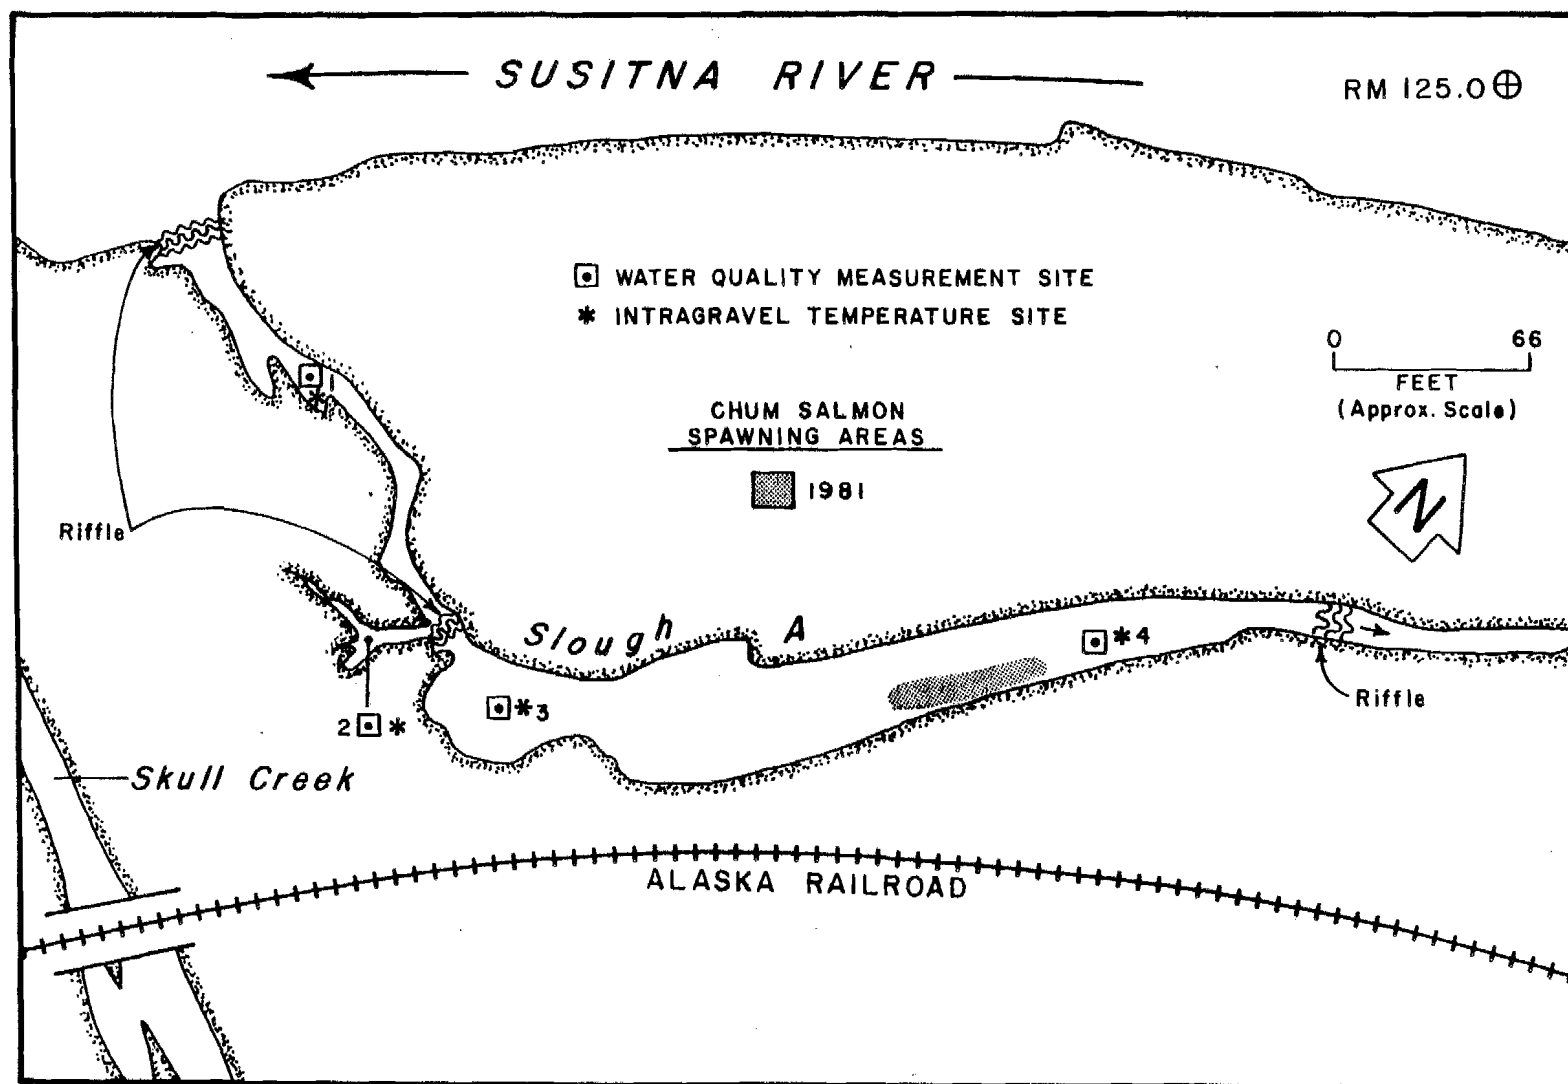 SUSITNA RIVER
RM 125.0
WATER QUALITY MEASUREMENT SITE
* INTRAGRAVEL TEMPERATURE SITE
0 66
FEET
(Approx. Scale)
1
CHUM SALMON
SPAWNING AREAS
1981
N
Riffle
Slough A
*4
*3
Riffle
2 *
Skull Creek
ALASKA RAILROAD